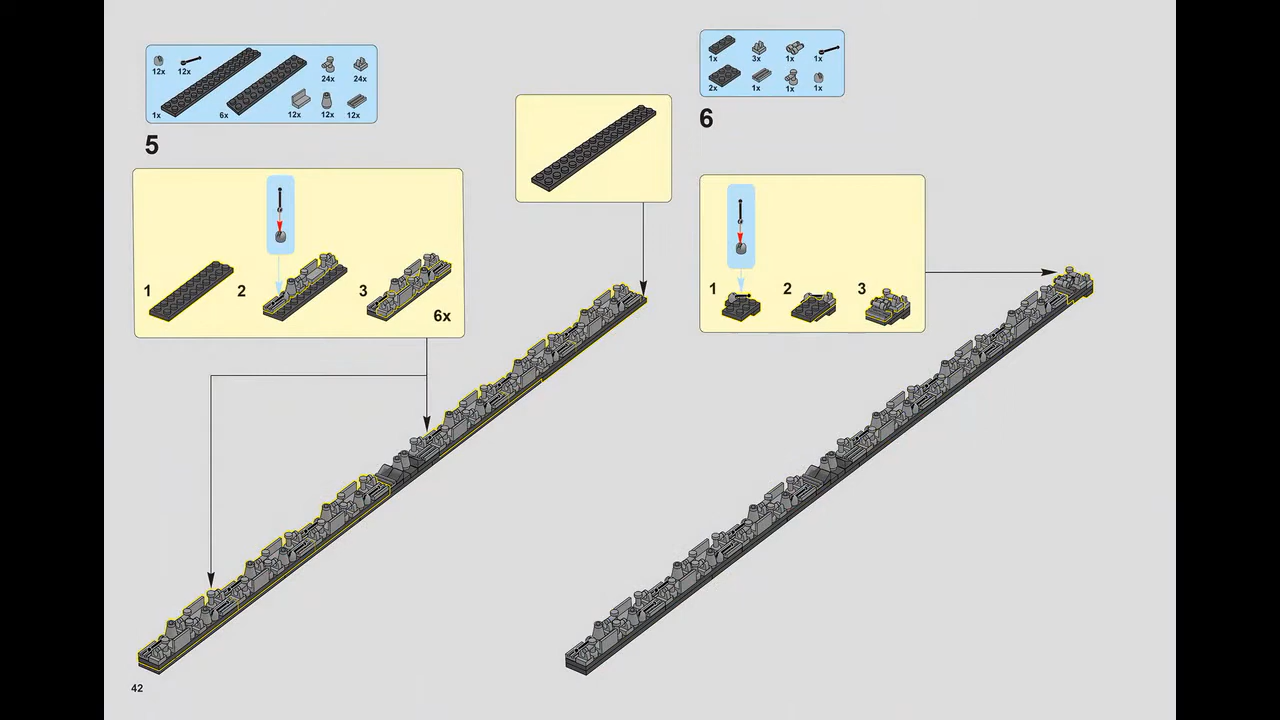 12x 12x
24x 24x
1x 6x 12x 12x 12x
5
1 2 3
6x
1x 3x 1x 1x
2x 1x 1x 1x
6
1 2 3
42